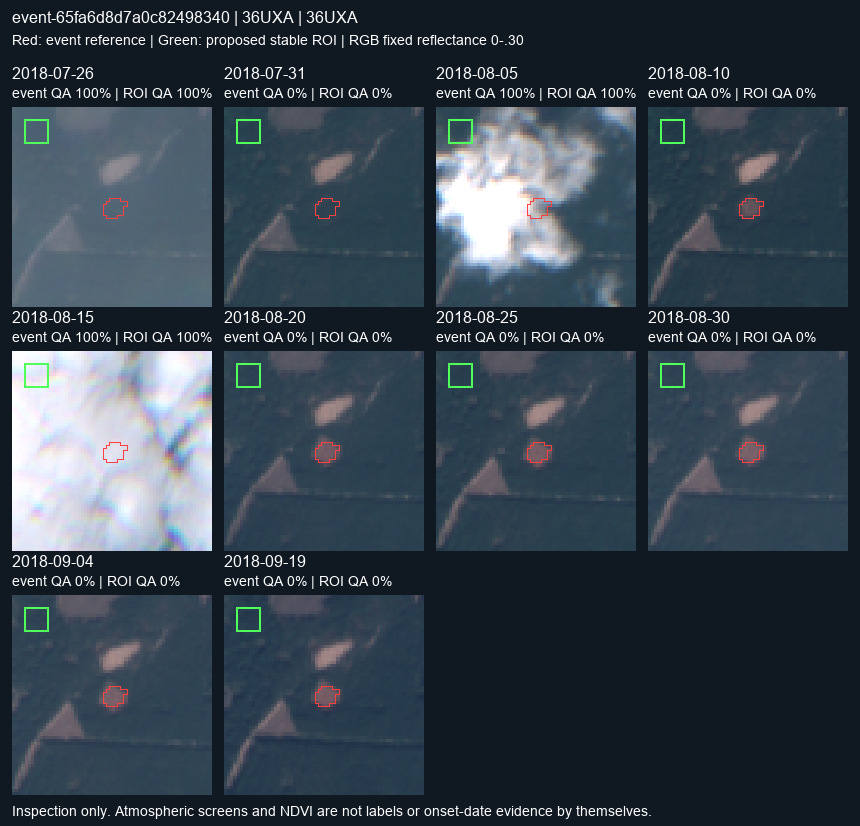 event-65fa6d8d7a0c82498340 | 36UXA | 36UXA
Red: event reference | Green: proposed stable ROI | RGB fixed reflectance 0-.30
2018-07-26
event QA 100% | ROI QA 100%
2018-07-31
event QA 0% | ROI QA 0%
2018-08-05
event QA 100% | ROI QA 100%
2018-08-10
event QA 0% | ROI QA 0%
2018-08-15
event QA 100% | ROI QA 100%
2018-08-20
event QA 0% | ROI QA 0%
2018-08-25
event QA 0% | ROI QA 0%
2018-08-30
event QA 0% | ROI QA 0%
2018-09-04
event QA 0% | ROI QA 0%
2018-09-19
event QA 0% | ROI QA 0%
Inspection only. Atmospheric screens and NDVI are not labels or onset-date evidence by themselves.